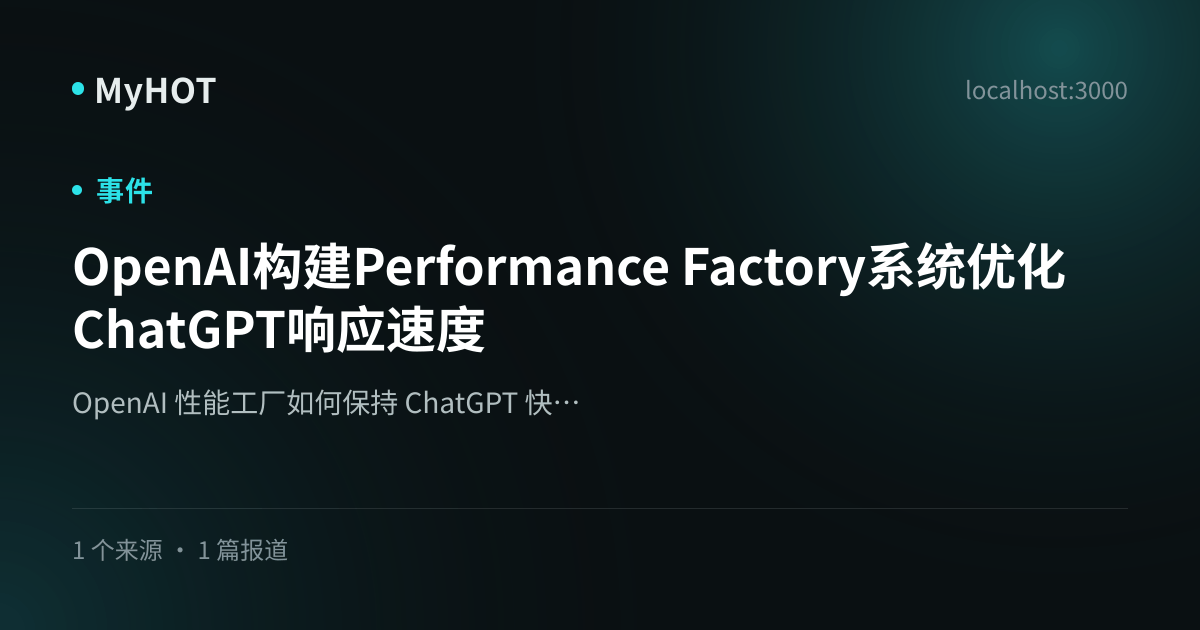 MyHOT
localhost:3000
事件
OpenAI构建Performance Factory系统优化
ChatGPT响应速度
OpenAI 性能工厂如何保持 ChatGPT 快…
1 个来源 · 1 篇报道